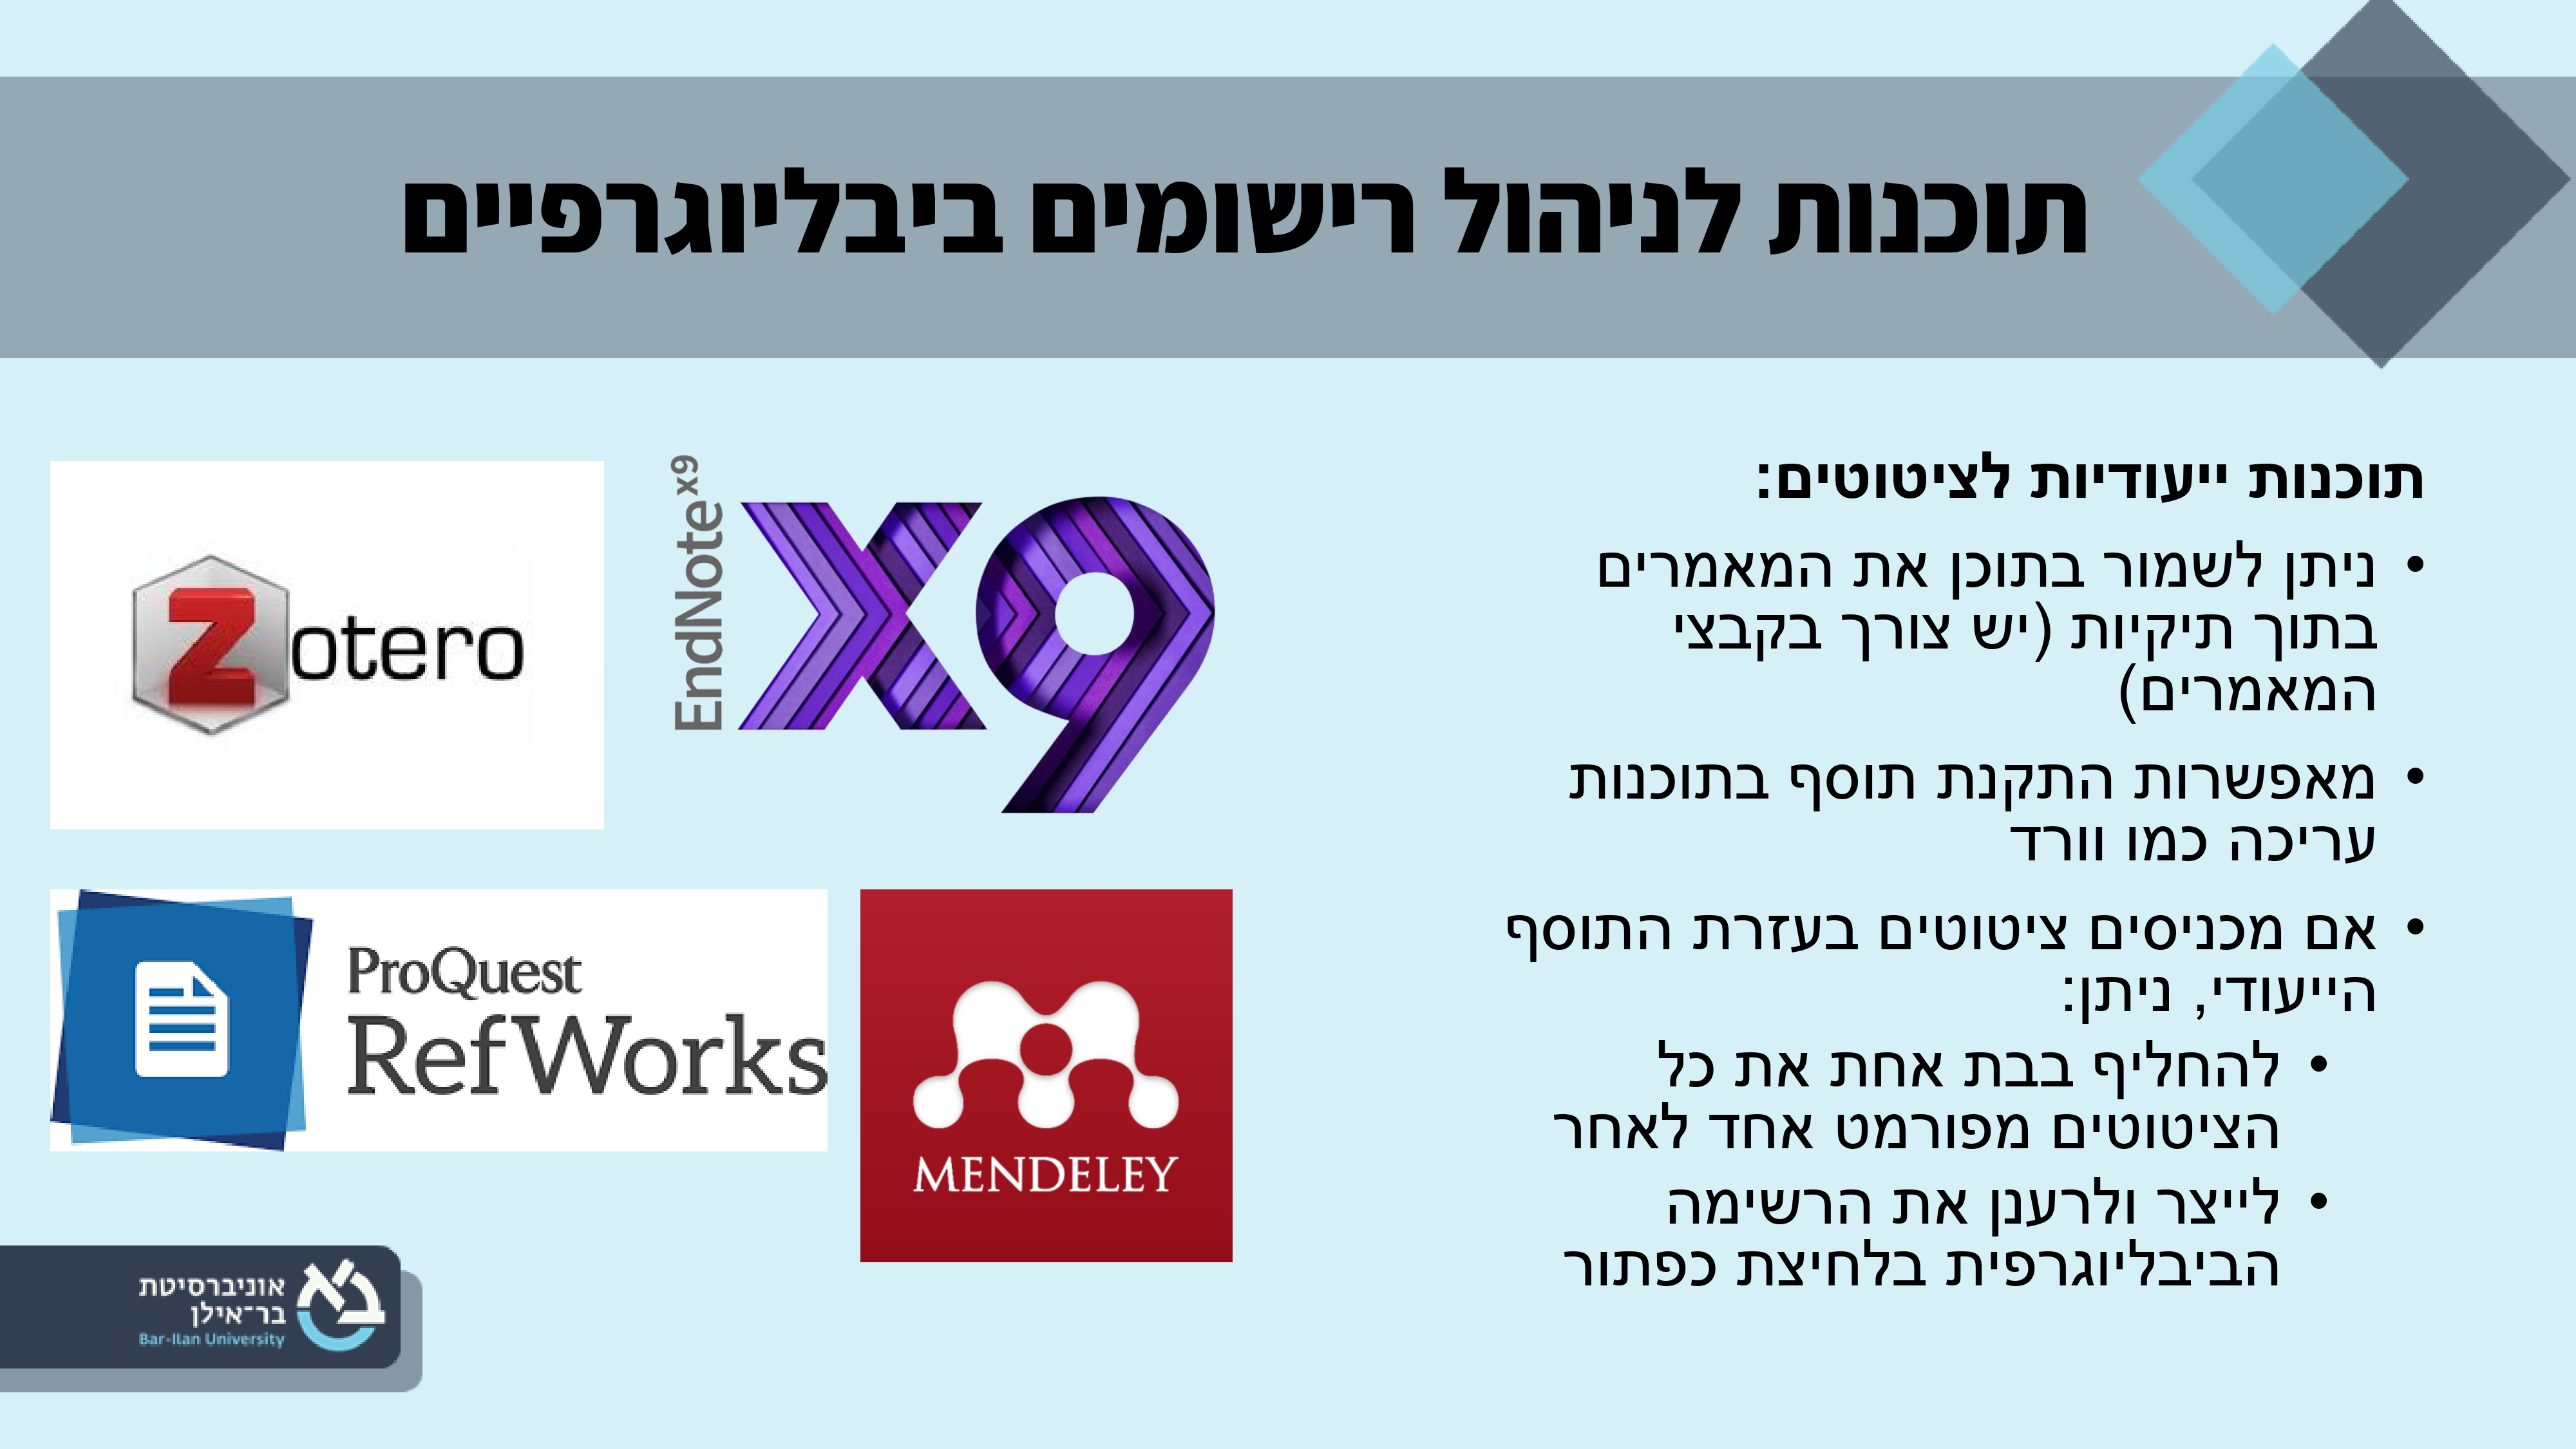 תוכנות לניהול רישומים ביבליוגרפיים
תוכנות ייעודיות לציטוטים:
• ניתן לשמור בתוכן את המאמרים
בתוך תיקיות (יש צורך בקבצי
המאמרים)
• מאפשרות התקנת תוסף בתוכנות
עריכה כמו וורד
• אם מכניסים ציטוטים בעזרת התוסף
הייעודי, ניתן:
• להחליף בבת אחת את כל
הציטוטים מפורמט אחד לאחר
• לייצר ולרענן את הרשימה
הביבליוגרפית בלחיצת כפתור
EndNote x9
X9
Zotero
ProQuest
RefWorks
MENDELEY
אוניברסיטת
בר־אילן
Bar-Ilan University